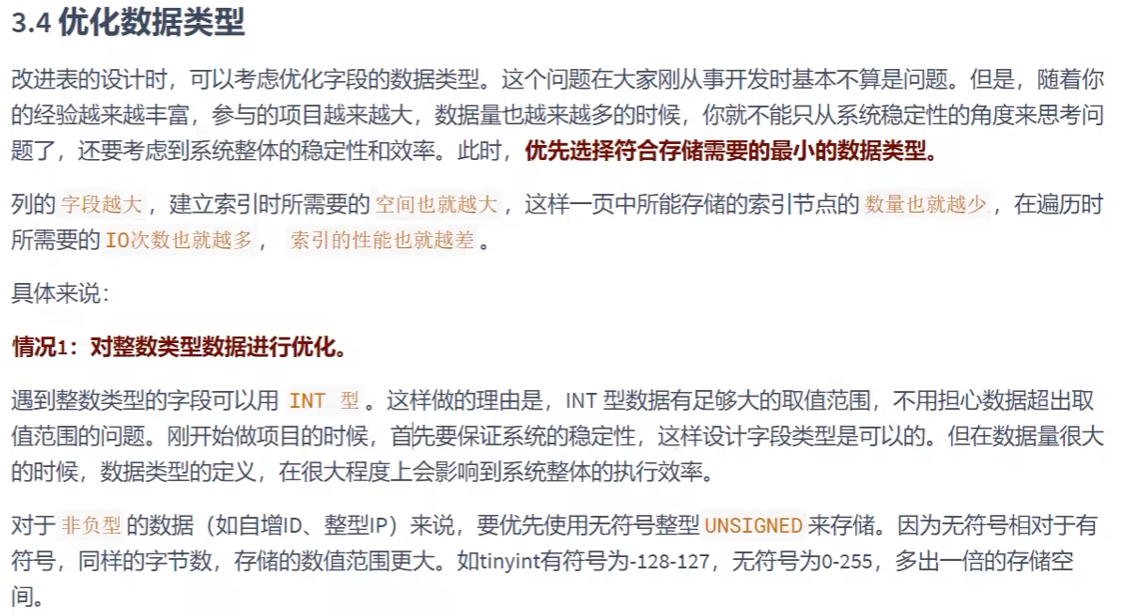 3.4 优化数据类型
改进表的设计时，可以考虑优化字段的数据类型。这个问题在大家刚从事开发时基本不算是问题。但是，随着你
的经验越来越丰富，参与的项目越来越大，数据量也越来越多的时候，你就不能只从系统稳定性的角度来思考问
题了，还要考虑到系统整体的稳定性和效率。此时，优先选择符合存储需要的最小的数据类型。
列的 字段越大 ，建立索引时所需要的 空间也就越大 ，这样一页中所能存储的索引节点的 数量也就越少 ，在遍历时
所需要的 IO次数也就越多 ， 索引的性能也就越差 。
具体来说：
情况1：对整数类型数据进行优化。
遇到整数类型的字段可以用 INT 型 。这样做的理由是，INT 型数据有足够大的取值范围，不用担心数据超出取
值范围的问题。刚开始做项目的时候，首先要保证系统的稳定性，这样设计字段类型是可以的。但在数据量很大
的时候，数据类型的定义，在很大程度上会影响到系统整体的执行效率。
对于 非负型 的数据（如自增ID、整型IP）来说，要优先使用无符号整型 UNSIGNED 来存储。因为无符号相对于有
符号，同样的字节数，存储的数值范围更大。如tinyint有符号为-128-127，无符号为0-255，多出一倍的存储空
间。